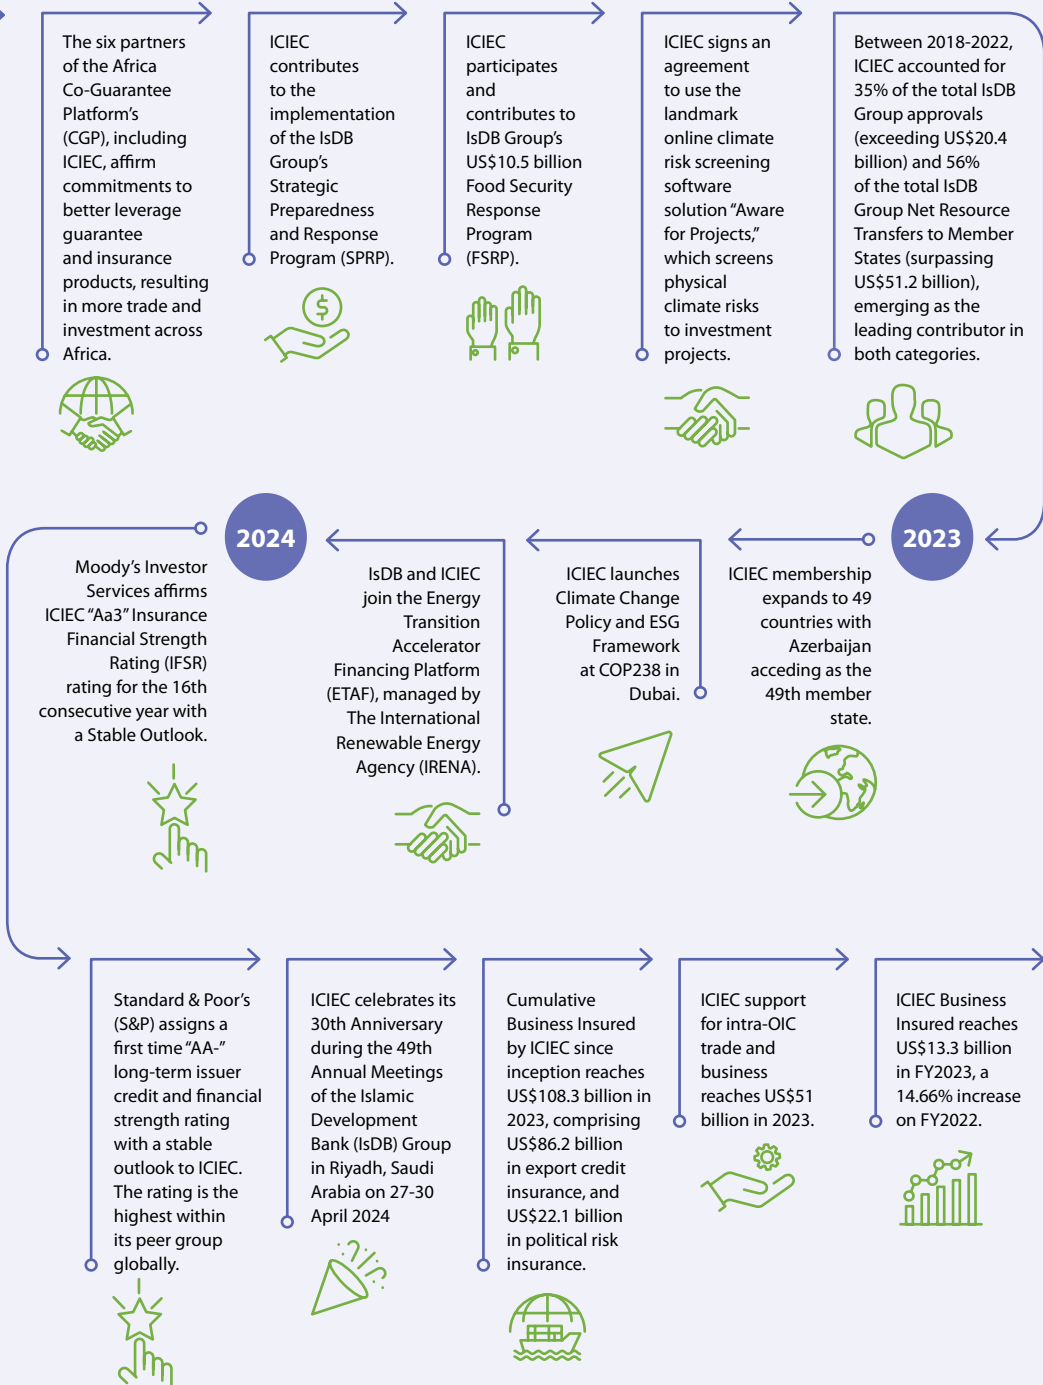 The six partners
of the Africa
Co-Guarantee
Platform's
(CGP), including
ICIEC, affirm
commitments to
better leverage
guarantee
and insurance
products, resulting
in more trade and
investment across
Africa.
ICIEC
contributes
to the
implementation
of the IsDB
Group's
Strategic
Preparedness
and Response
Program (SPRP).
ICIEC
participates
and
contributes to
IsDB Group's
US$10.5 billion
Food Security
Response
Program
(FSRP).
ICIEC signs an
agreement
to use the
landmark
online climate
risk screening
software
solution “Aware
for Projects,”
which screens
physical
climate risks
to investment
projects.
Between 2018-2022,
ICIEC accounted for
35% of the total IsDB
Group approvals
(exceeding US$20.4
billion) and 56%
of the total IsDB
Group Net Resource
Transfers to Member
States (surpassing
US$51.2 billion),
emerging as the
leading contributor in
both categories.
2023
ICIEC membership
expands to 49
countries with
Azerbaijan
acceding as the
49th member
state.
ICIEC launches
Climate Change
Policy and ESG
Framework
at COP238 in
Dubai.
IsDB and ICIEC
join the Energy
Transition
Accelerator
Financing Platform
(ETAF), managed by
The International
Renewable Energy
Agency (IRENA).
2024
Moody's Investor
Services affirms
ICIEC “Aa3” Insurance
Financial Strength
Rating (IFSR)
rating for the 16th
consecutive year with
a Stable Outlook.
Standard & Poor's
(S&P) assigns a
first time “AA-”
long-term issuer
credit and financial
strength rating
with a stable
outlook to ICIEC.
The rating is the
highest within
its peer group
globally.
ICIEC celebrates its
30th Anniversary
during the 49th
Annual Meetings
of the Islamic
Development
Bank (IsDB) Group
in Riyadh, Saudi
Arabia on 27-30
April 2024
Cumulative
Business Insured
by ICIEC since
inception reaches
US$108.3 billion in
2023, comprising
US$86.2 billion
in export credit
insurance, and
US$22.1 billion
in political risk
insurance.
ICIEC support
for intra-OIC
trade and
business
reaches US$51
billion in 2023.
ICIEC Business
Insured reaches
US$13.3 billion
in FY2023, a
14.66% increase
on FY2022.